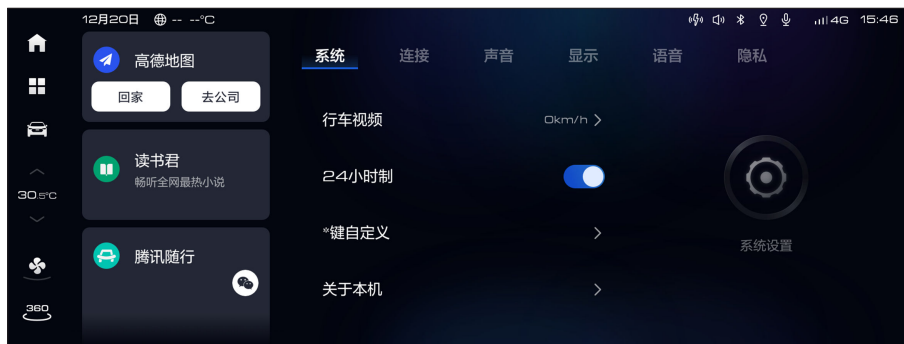 12月20日 -- --°C
4G 15:46
高德地图
回家 去公司
读书君
畅听全网最热小说
腾讯随行
30.5°C
360
系统 连接 声音 显示 语音 隐私
行车视频 0km/h
24小时制
*键自定义
关于本机
系统设置